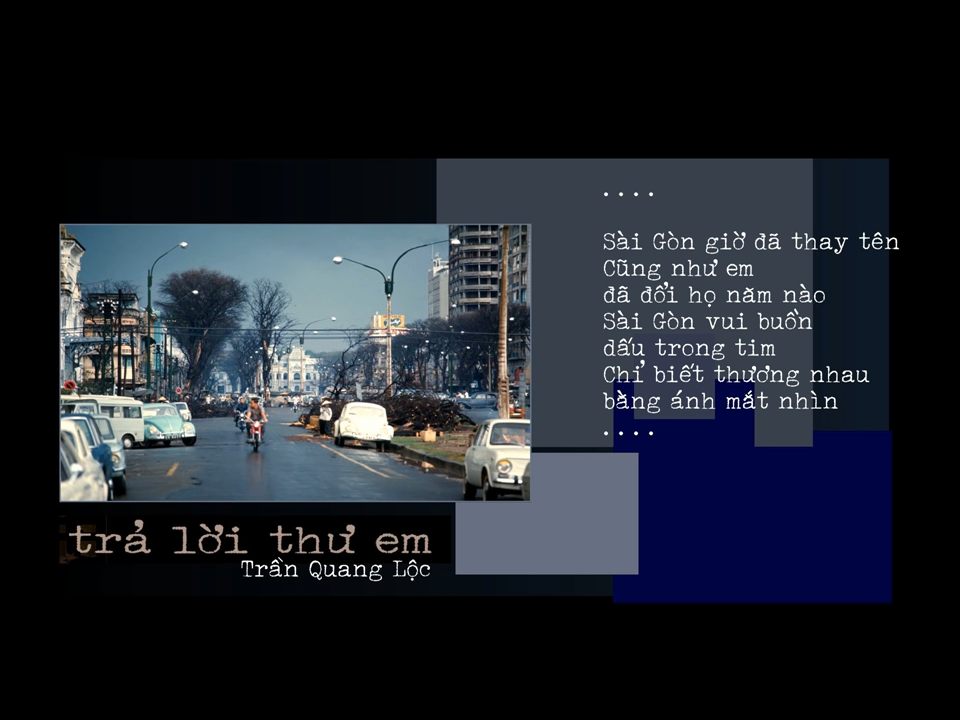 ....
Sài Gòn giờ đã thay tên
Cũng như em
đã đổi họ năm nào
Sài Gòn vui buồn
dấu trong tim
Chỉ biết thương nhau
bằng ánh mắt nhìn
....
trả lời thư em
Trần Quang Lộc